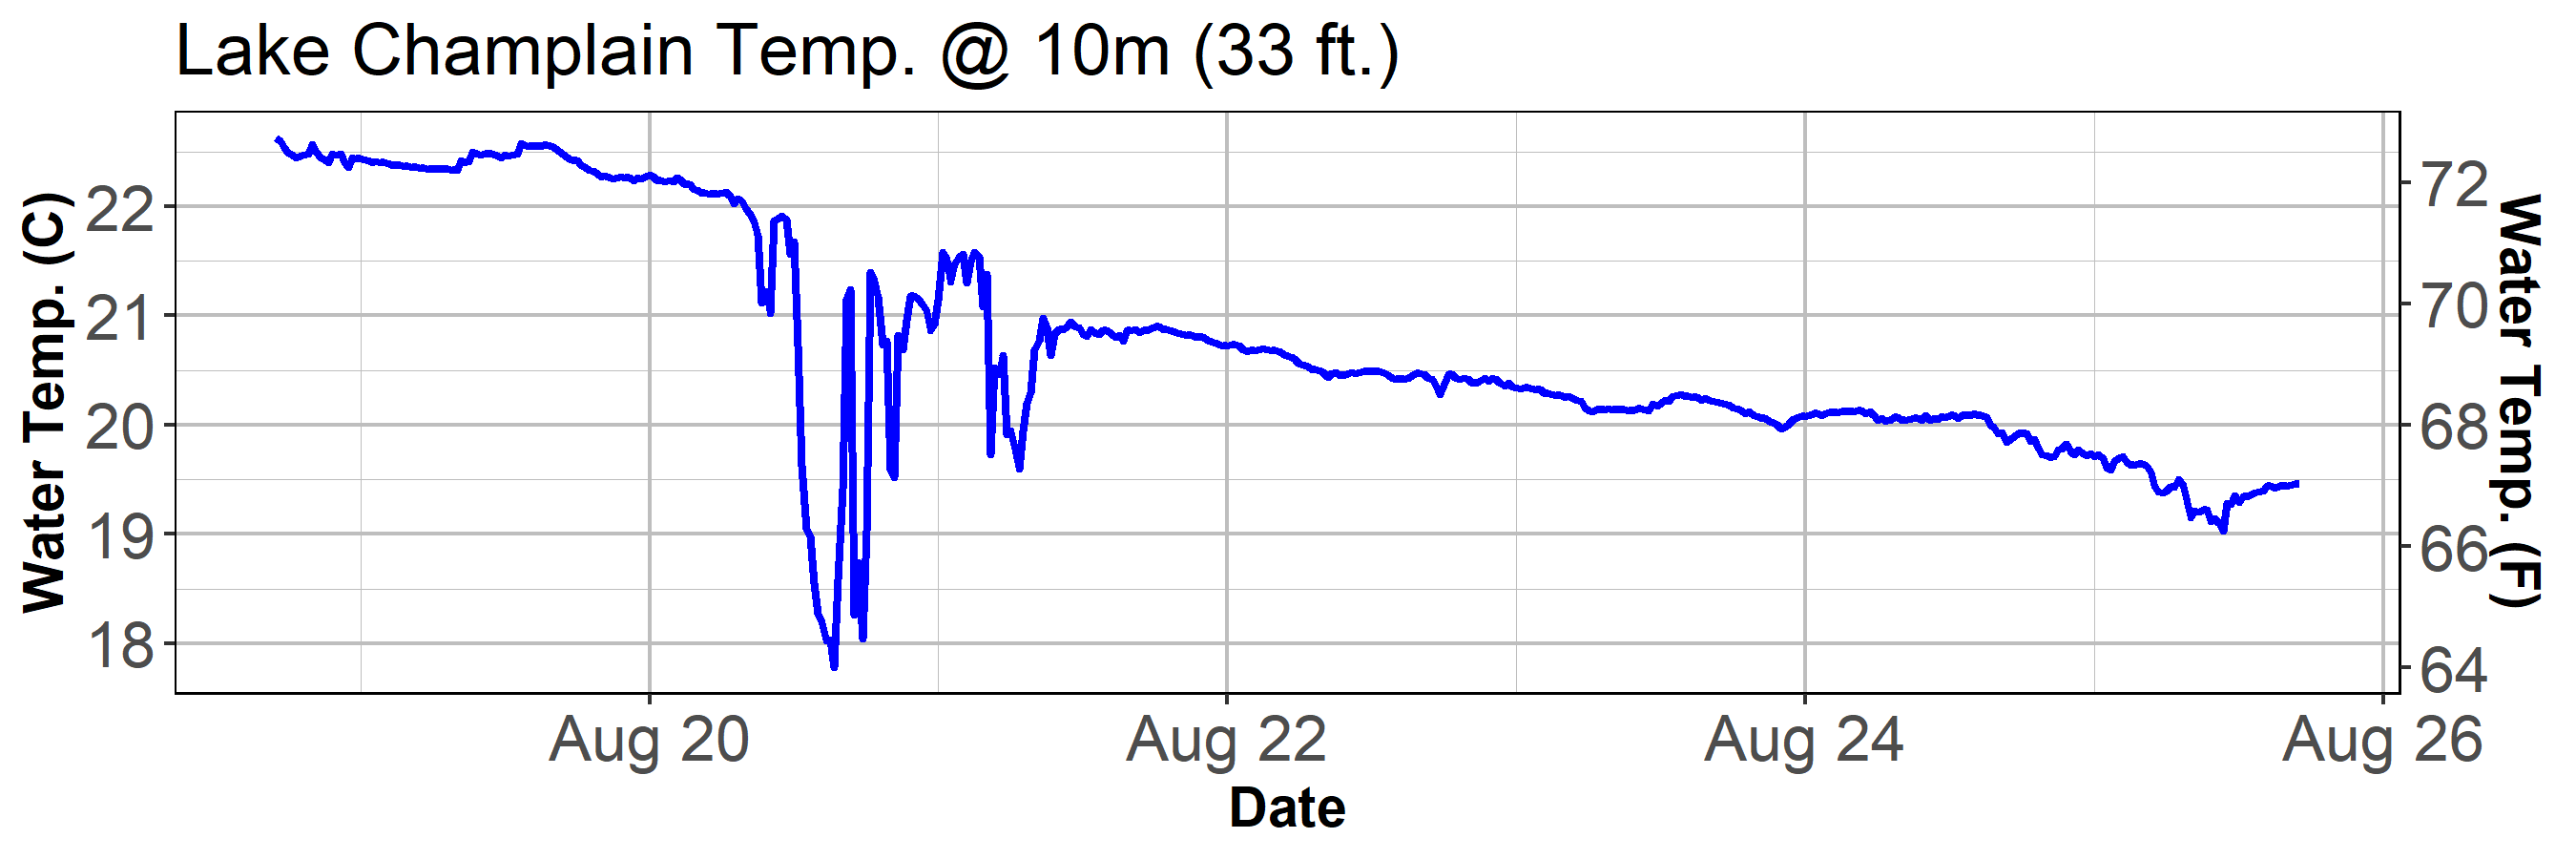 Lake Champlain Temp. @ 10m (33 ft.)
Water Temp. (C)
22
21
20
19
18
72
70
68
66
64
Water Temp. (F)
Aug 20
Aug 22
Aug 24
Aug 26
Date